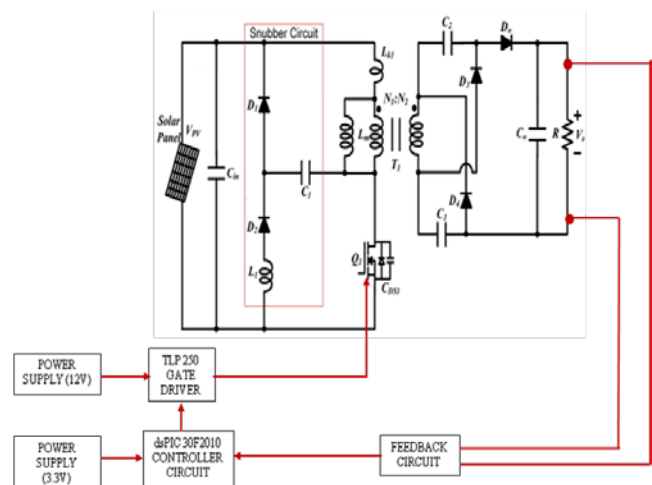 Snubber Circuit
C2
Do
Lk1
D3
N1:N2
D1
Solar
Panel
VPV
Lm
Cin
C1
T1
Co
R
+
Vo
-
D4
D2
C3
L1
Q1
CDS1
POWER
SUPPLY (12V)
TLP 250
GATE
DRIVER
POWER
SUPPLY
(3.3V)
dsPIC 30F2010
CONTROLLER
CIRCUIT
FEEDBACK
CIRCUIT